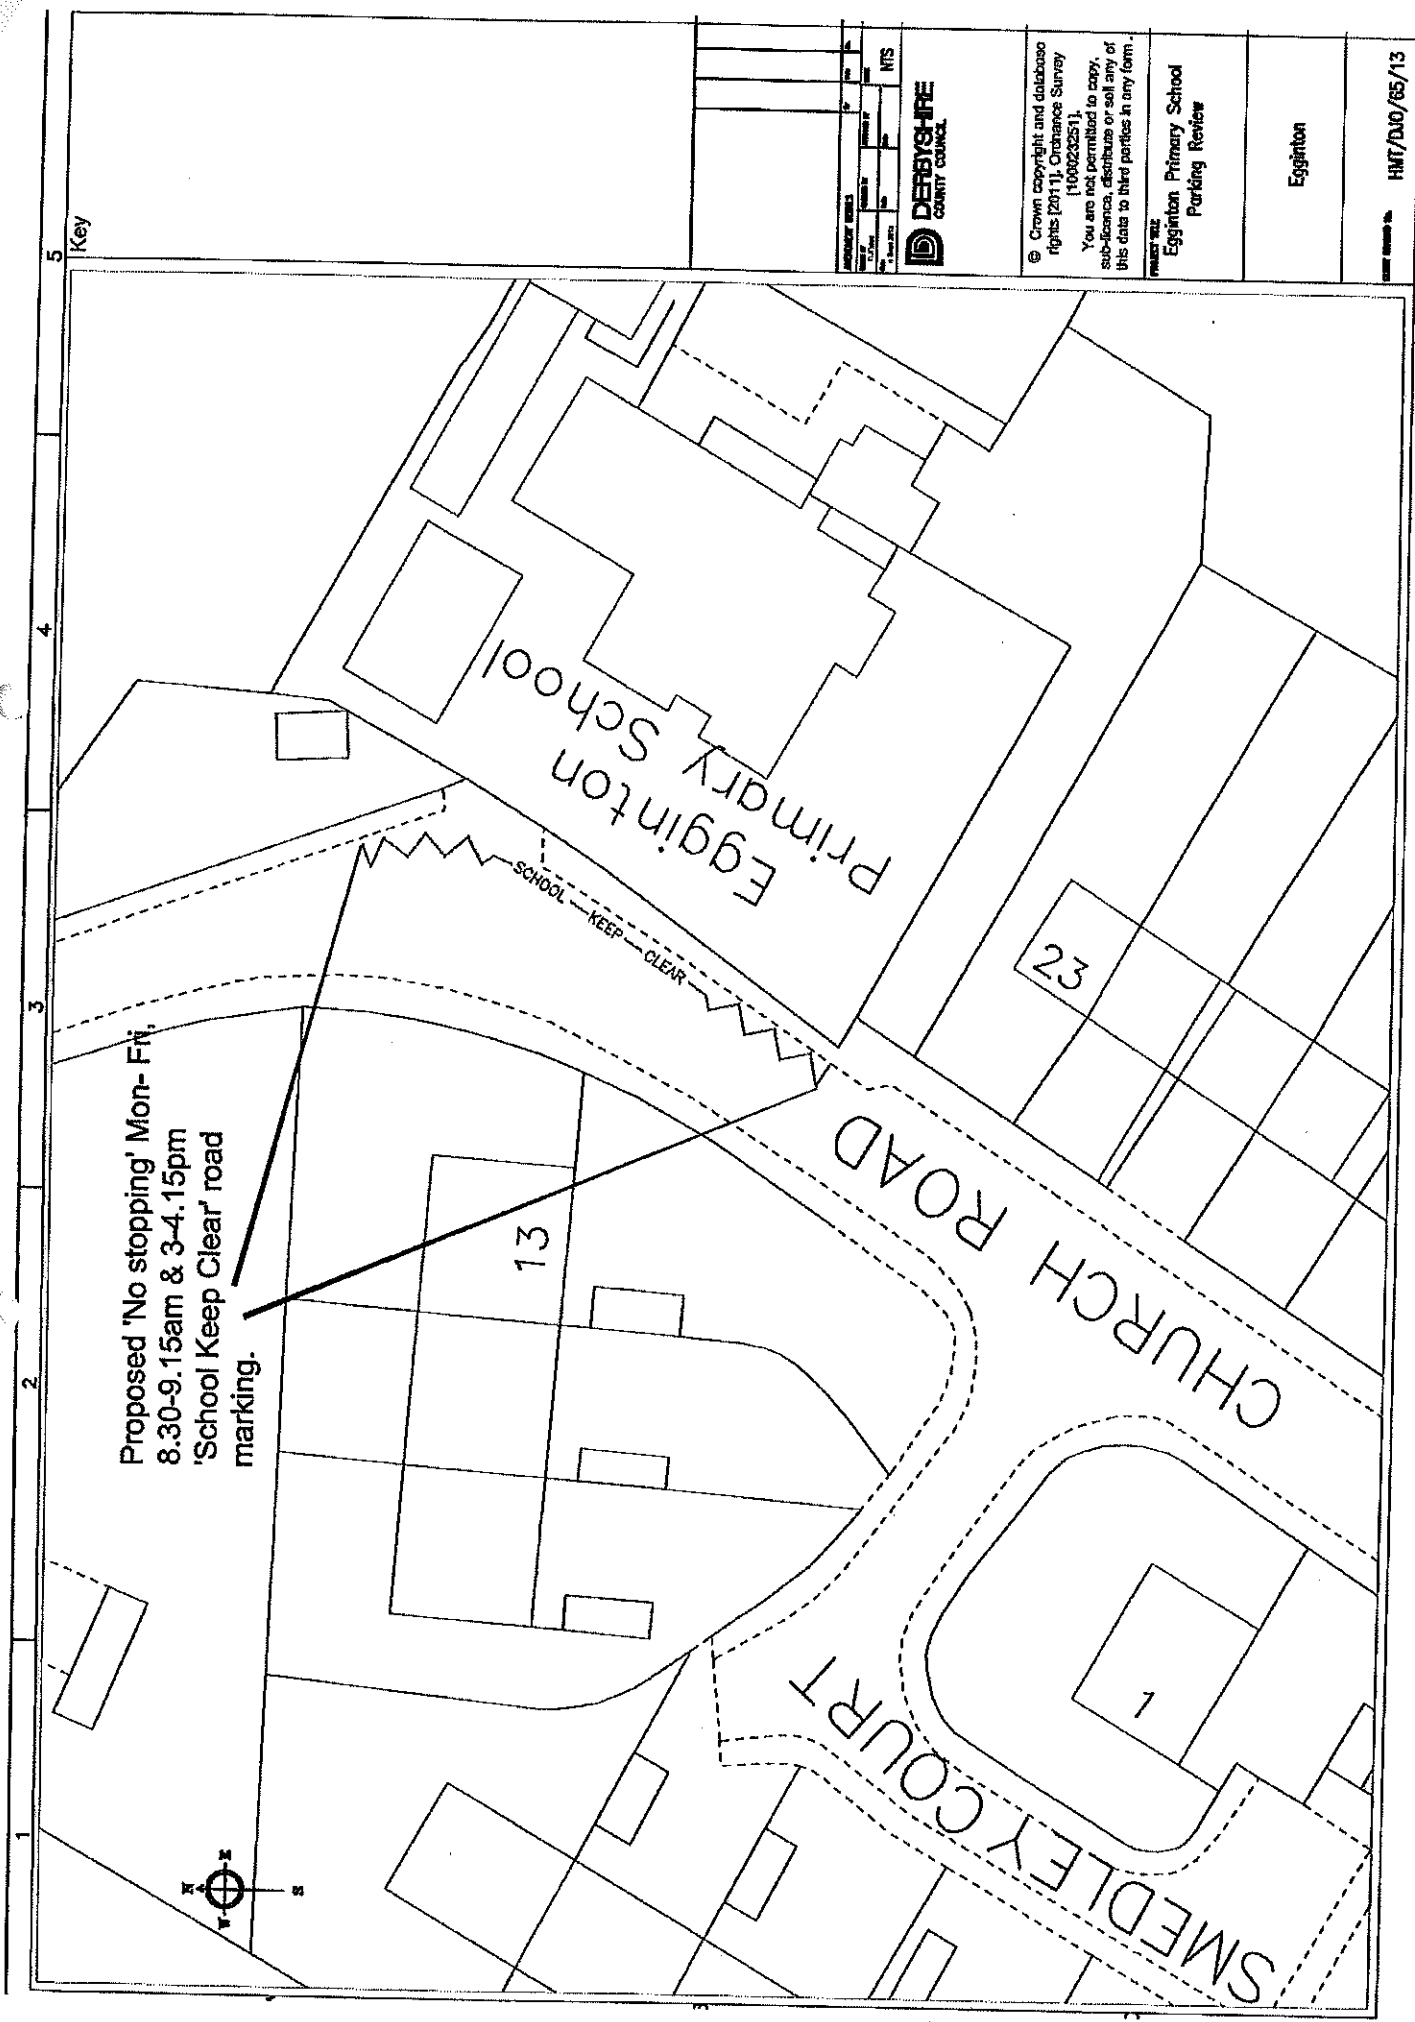 1
2
3
4
5
Key
Proposed 'No stopping' Mon- Fri,
8.30-9.15am & 3-4.15pm
'School Keep Clear' road
marking.
N
W
E
S
Egginton
Primary School
SCHOOL
KEEP
CLEAR
13
23
1
CHURCH ROAD
SMEDLEY COURT
NTS
DERBYSHIRE
COUNTY COUNCIL
© Crown copyright and database
rights [2011]. Ordnance Survey
[100023251].
You are not permitted to copy,
sub-licence, distribute or sell any of
this data to third parties in any form.
PROJECT TITLE
Egginton Primary School
Parking Review
Egginton
HMT/DJO/65/13